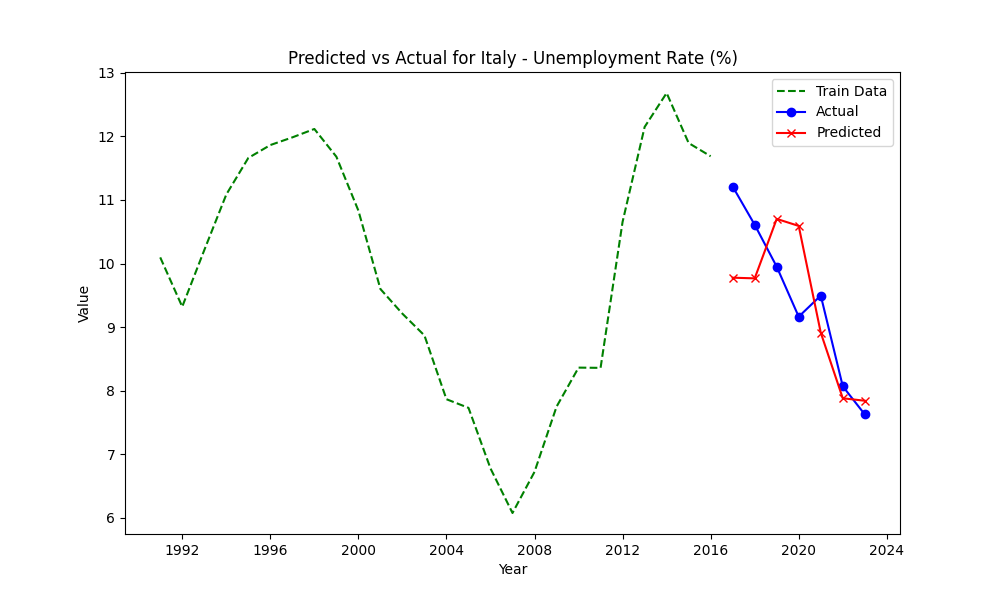 Predicted vs Actual for Italy - Unemployment Rate (%)
Train Data
Actual
Predicted
Value
13
12
11
10
9
8
7
6
1992 1996 2000 2004 2008 2012 2016 2020 2024
Year